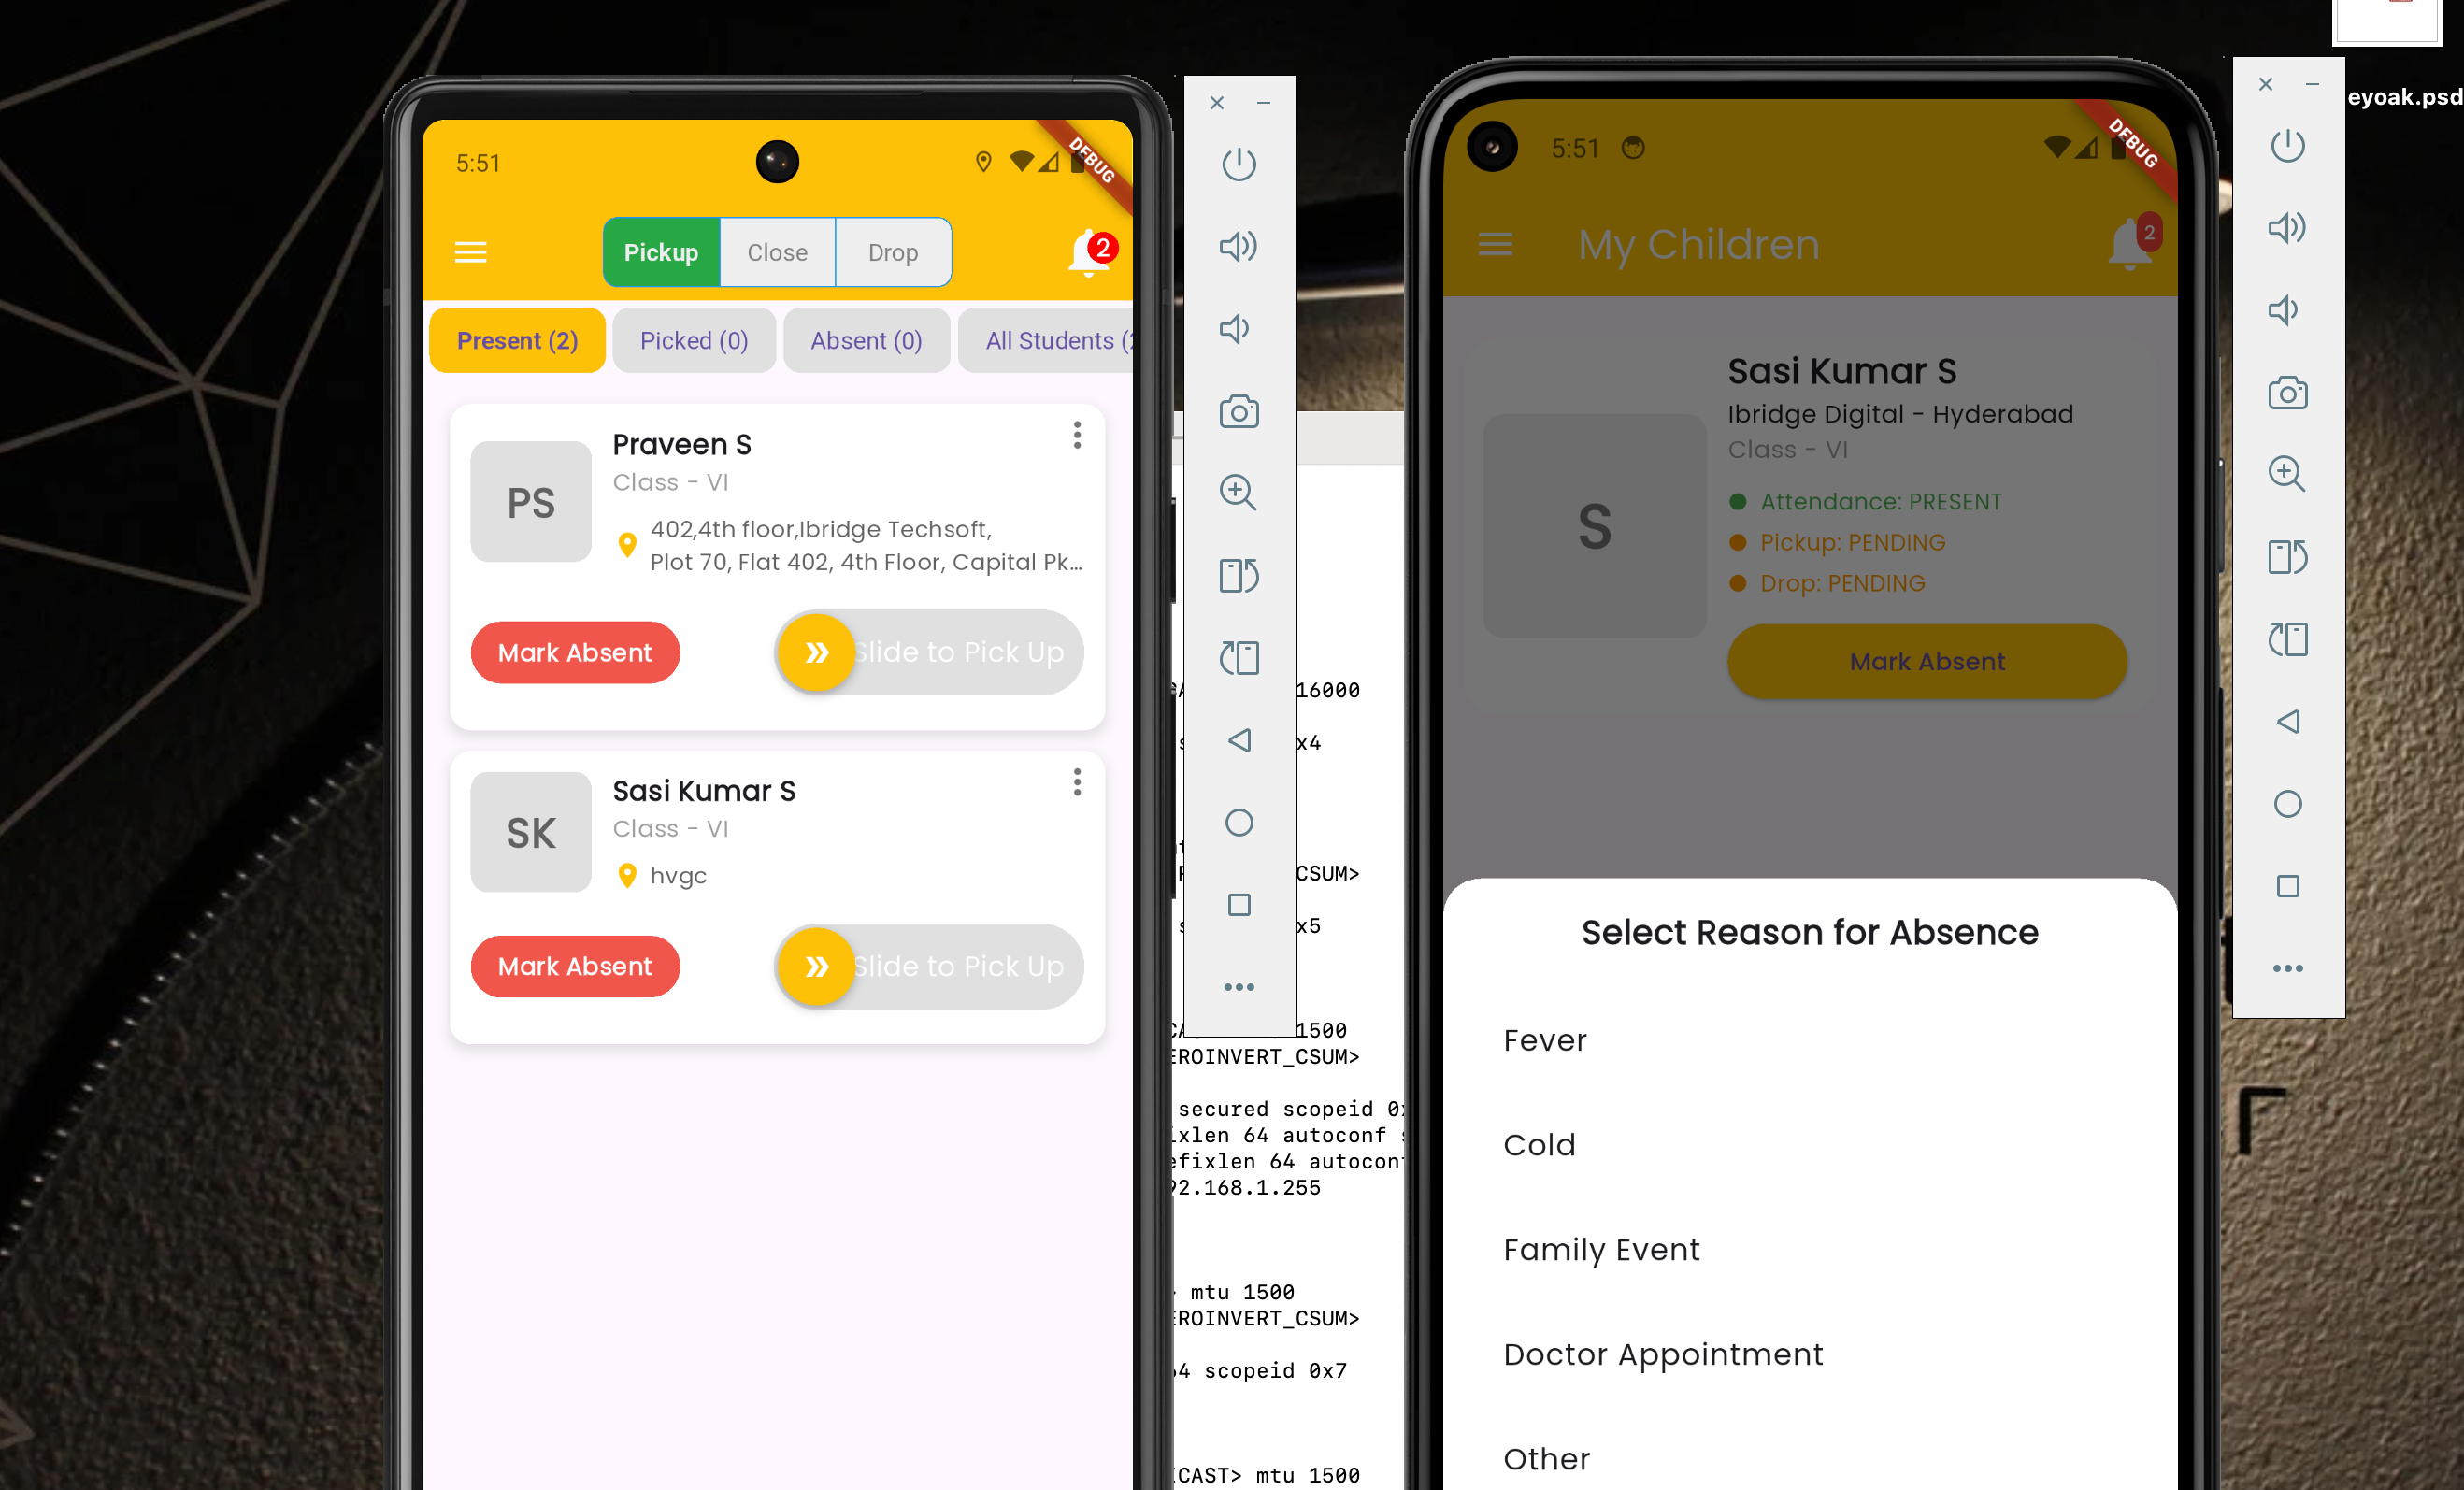 eyoak.psd
5:51
DEBUG
Pickup
Close
Drop
2
Present (2)
Picked (0)
Absent (0)
All Students (
Praveen S
Class - VI
PS
402,4th floor,Ibridge Techsoft,
Plot 70, Flat 402, 4th Floor, Capital Pk...
Mark Absent
Slide to Pick Up
Sasi Kumar S
Class - VI
SK
hvgc
Mark Absent
Slide to Pick Up
16000
x4
CSUM>
x5
1500
EROINVERT_CSUM>
secured scopeid 0
ixlen 64 autoconf
efixlen 64 autocon
92.168.1.255
mtu 1500
EROINVERT_CSUM>
64 scopeid 0x7
CAST> mtu 1500
5:51
DEBUG
My Children
2
Sasi Kumar S
Ibridge Digital - Hyderabad
Class - VI
S
Attendance: PRESENT
Pickup: PENDING
Drop: PENDING
Mark Absent
Select Reason for Absence
Fever
Cold
Family Event
Doctor Appointment
Other